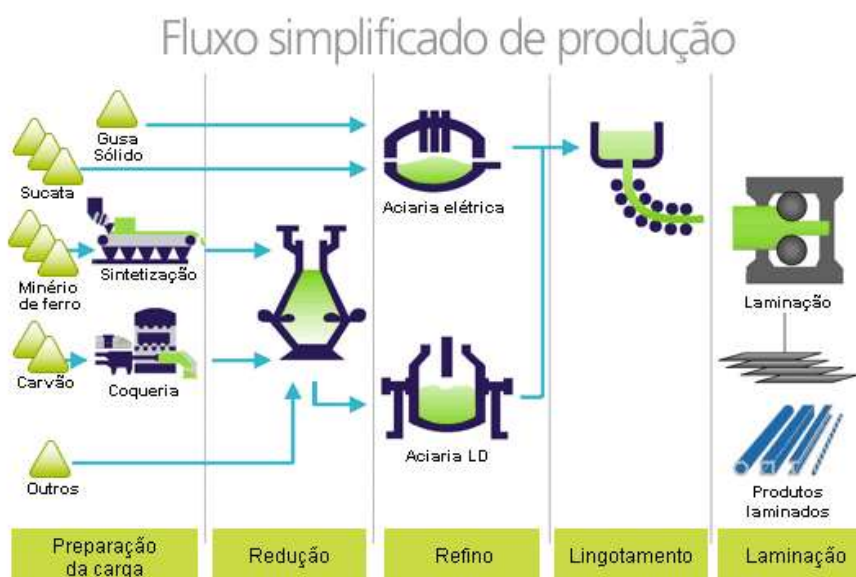 Fluxo simplificado de produção
Gusa
Sólido
Sucata
Aciaria elétrica
Minério
de ferro
Sintetização
Laminação
Carvão
Coqueria
Aciaria LD
Outros
Produtos
laminados
Preparação
da carga
Redução
Refino
Lingotamento
Laminação